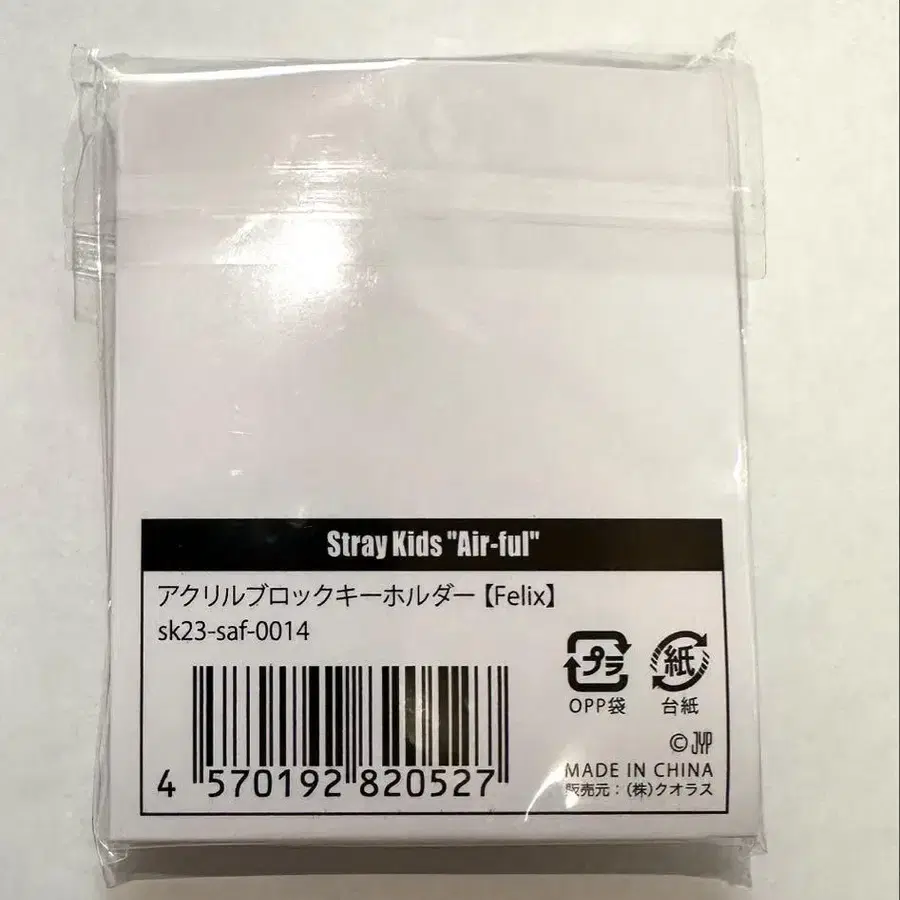 Stray Kids "Air-ful"
アクリルブロックキーホルダー【Felix】
sk23-saf-0014
プラ 紙
OPP袋 台紙
© JYP
4 570192 820527
MADE IN CHINA
販売元：(株)クオラス